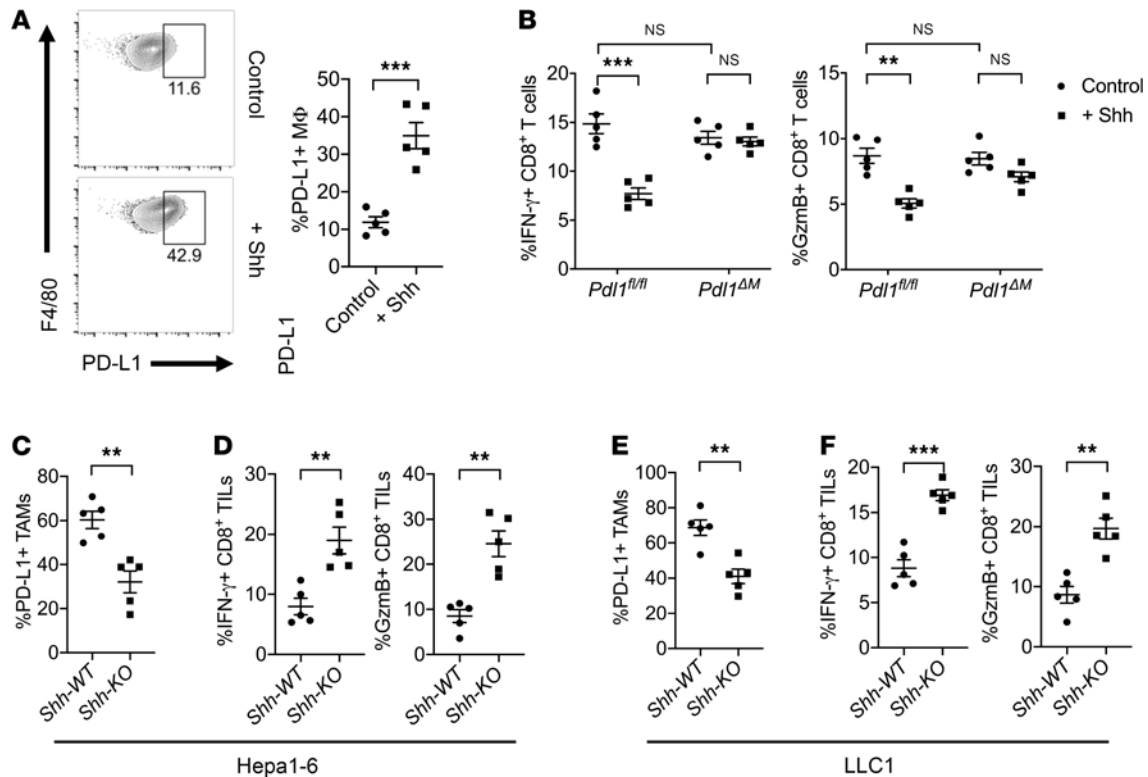 A
Control
11.6
+ Shh
42.9
F4/80
PD-L1
***
%PD-L1+ MΦ
50
40
30
20
10
0
Control
+ Shh
PD-L1
B
NS
***
NS
%IFN-γ+ CD8⁺ T cells
20
15
10
5
0
Pdl1fl/fl
Pdl1ΔM
NS
**
NS
%GzmB+ CD8⁺ T cells
15
10
5
0
Pdl1fl/fl
Pdl1ΔM
Control
+ Shh
C
**
%PD-L1+ TAMs
80
60
40
20
0
Shh-WT
Shh-KO
D
**
%IFN-γ+ CD8⁺ TILs
30
20
10
0
Shh-WT
Shh-KO
**
%GzmB+ CD8⁺ TILs
40
30
20
10
0
Shh-WT
Shh-KO
Hepa1-6
E
**
%PD-L1+ TAMs
100
80
60
40
20
0
Shh-WT
Shh-KO
F
***
%IFN-γ+ CD8⁺ TILs
20
15
10
5
0
Shh-WT
Shh-KO
**
%GzmB+ CD8⁺ TILs
30
20
10
0
Shh-WT
Shh-KO
LLC1